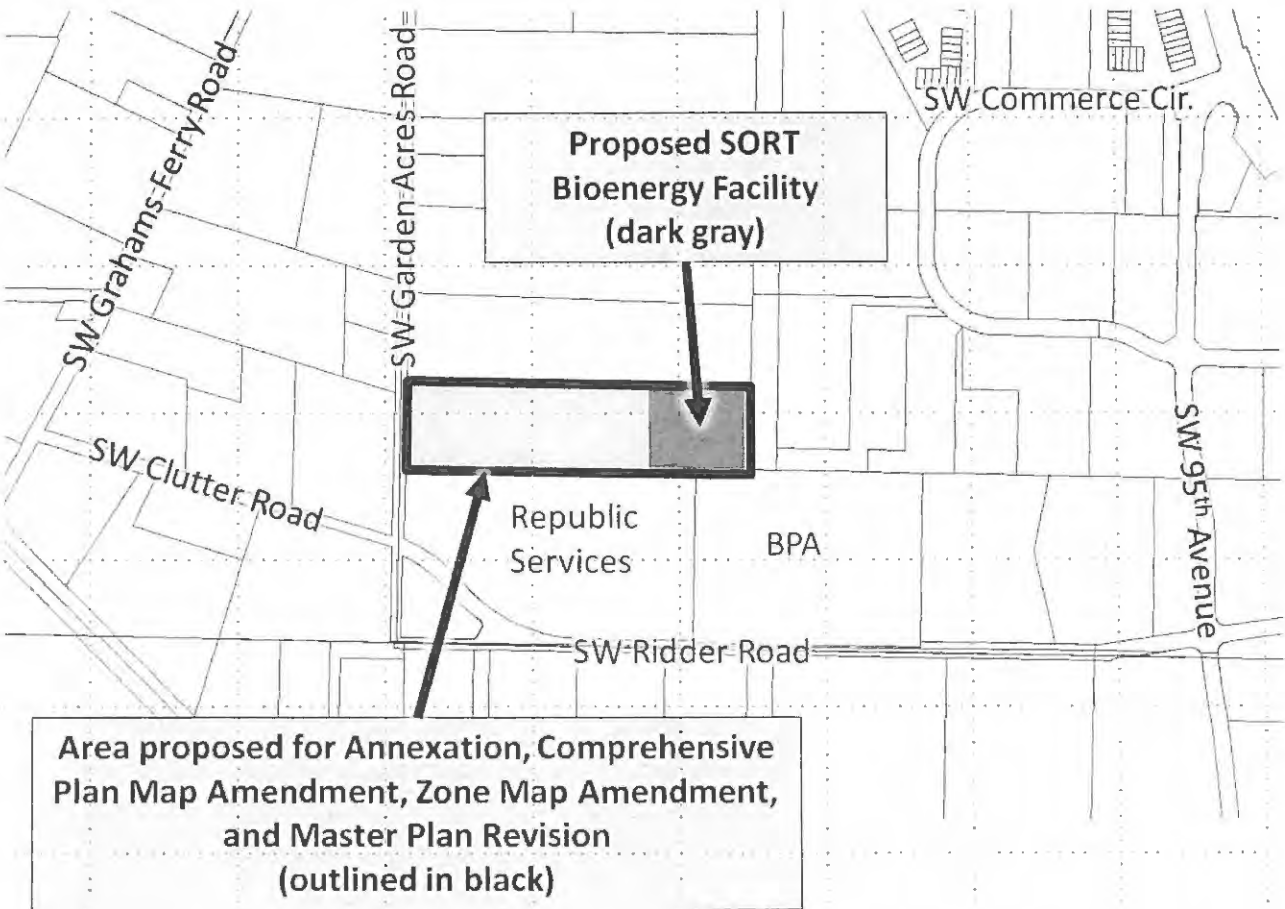 SW Grahams Ferry Road
SW Garden Acres Road
SW Commerce Cir.
Proposed SORT
Bioenergy Facility
(dark gray)
SW Clutter Road
Republic
Services
BPA
SW 95th Avenue
SW Ridder Road
Area proposed for Annexation, Comprehensive
Plan Map Amendment, Zone Map Amendment,
and Master Plan Revision
(outlined in black)